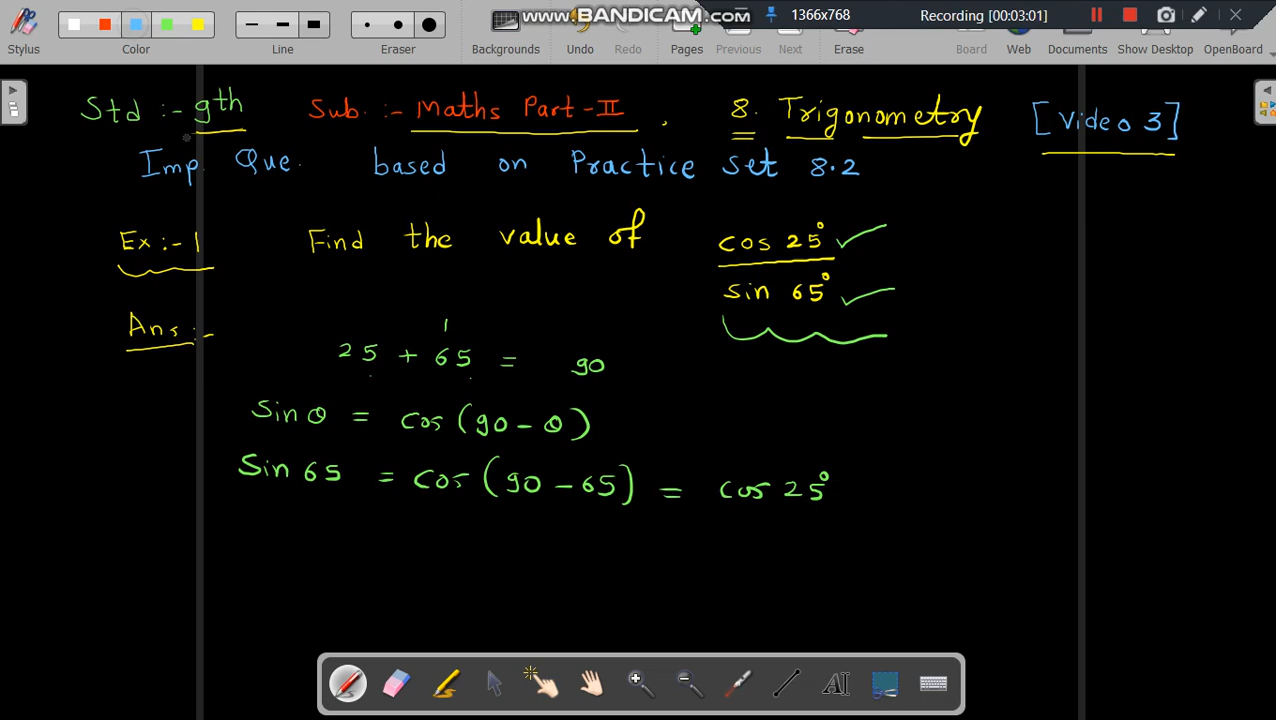 www.BANDICAM.com 1366x768 Recording [00:03:01]
Stylus Color Line Eraser Backgrounds Undo Redo Pages Previous Next Erase Board Web Documents Show Desktop OpenBoard
Std :- 9th Sub. :- Maths Part-II , 8. Trigonometry [Video 3]
Imp. Que. based on Practice Set 8.2
Ex :- 1 Find the value of cos 25° / sin 65°
Ans :-
1
25 + 65 = 90
Sin θ = cos (90 - θ)
Sin 65 = cos (90 - 65) = cos 25°
AI